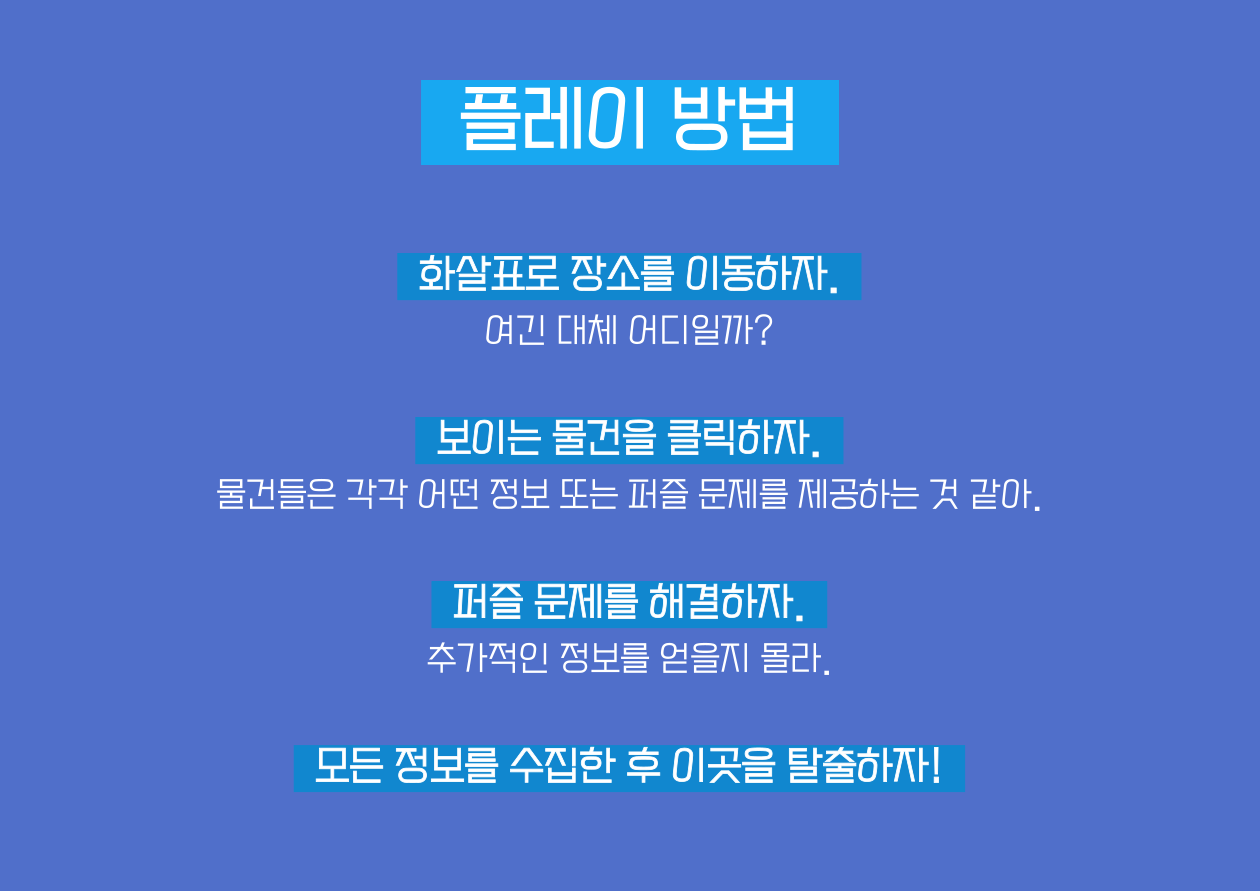 플레이 방법
화살표로 장소를 이동하자.
여긴 대체 어디일까?
보이는 물건을 클릭하자.
물건들은 각각 어떤 정보 또는 퍼즐 문제를 제공하는 것 같아.
퍼즐 문제를 해결하자.
추가적인 정보를 얻을지 몰라.
모든 정보를 수집한 후 이곳을 탈출하자!